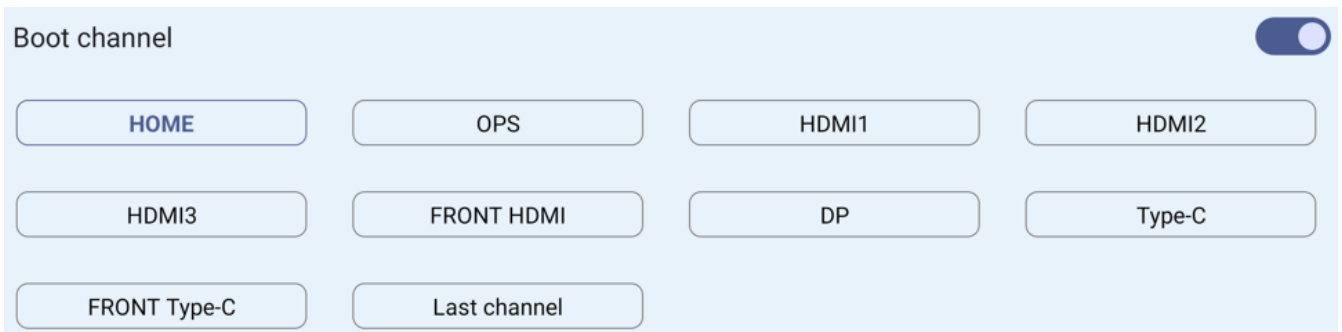 Boot channel
HOME OPS HDMI1 HDMI2
HDMI3 FRONT HDMI DP Type-C
FRONT Type-C Last channel